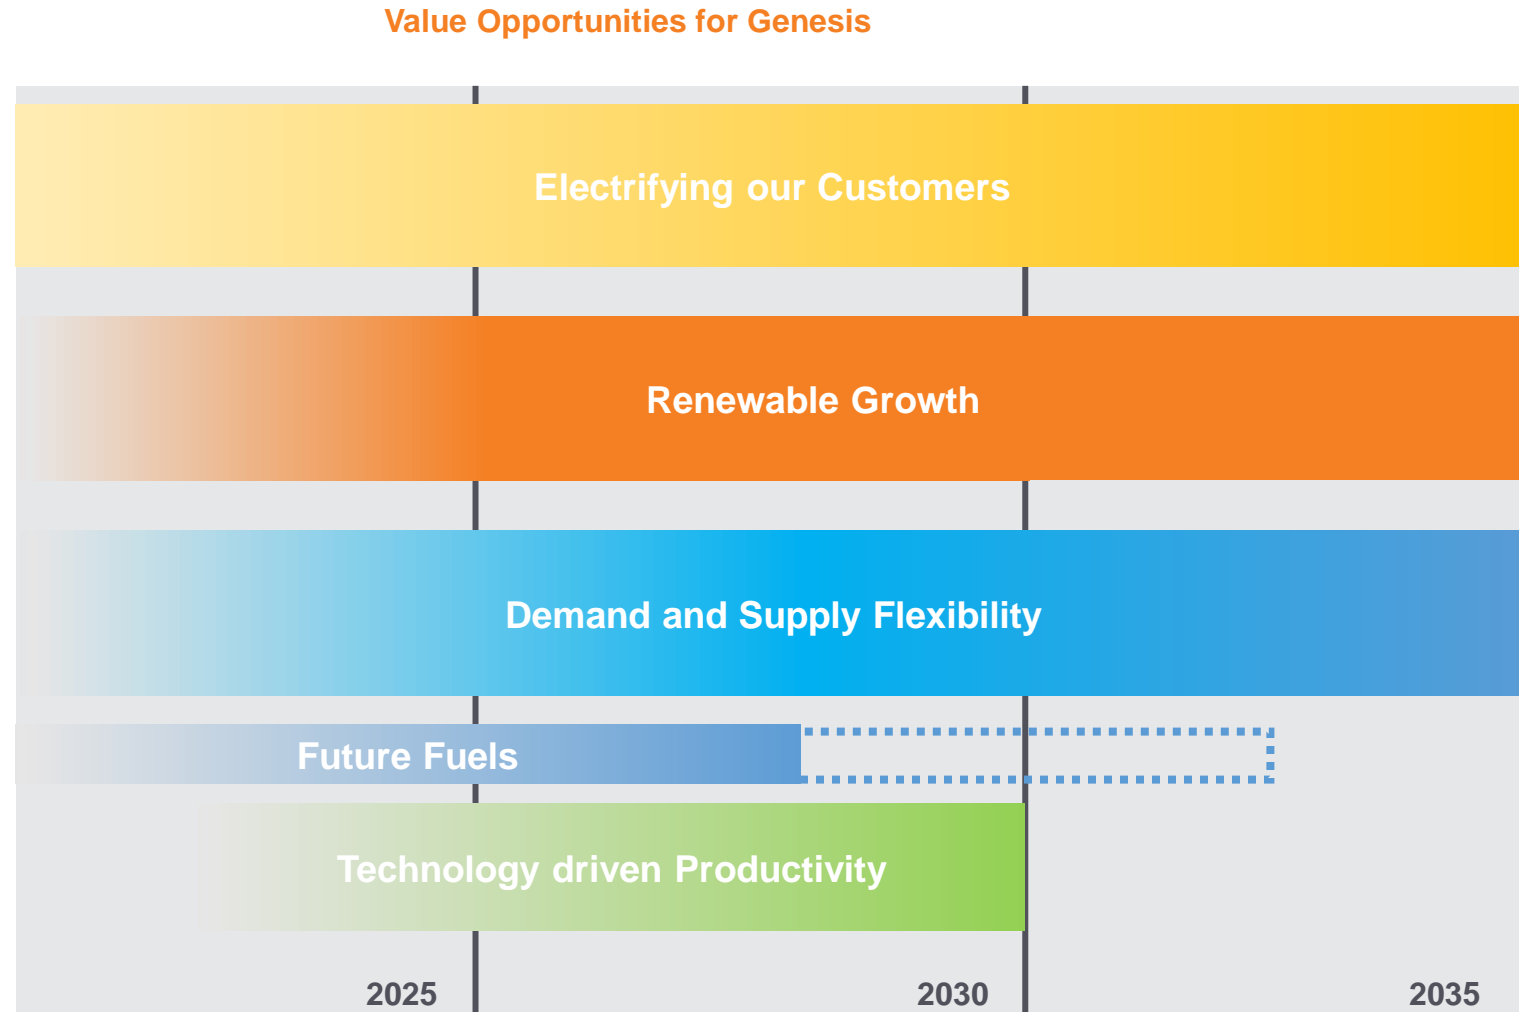 Value Opportunities for Genesis
Electrifying our Customers
Renewable Growth
Demand and Supply Flexibility
Future Fuels
Technology driven Productivity
2025
2030
2035